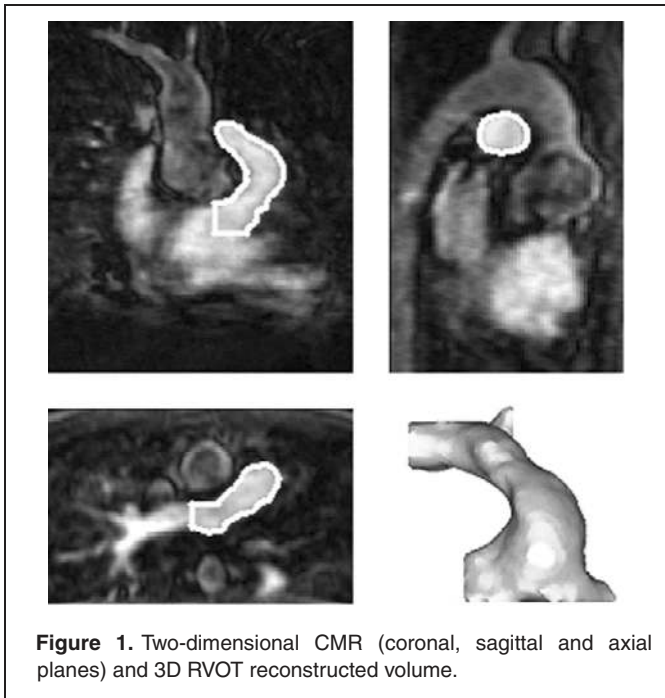 Figure 1. Two-dimensional CMR (coronal, sagittal and axial
planes) and 3D RVOT reconstructed volume.